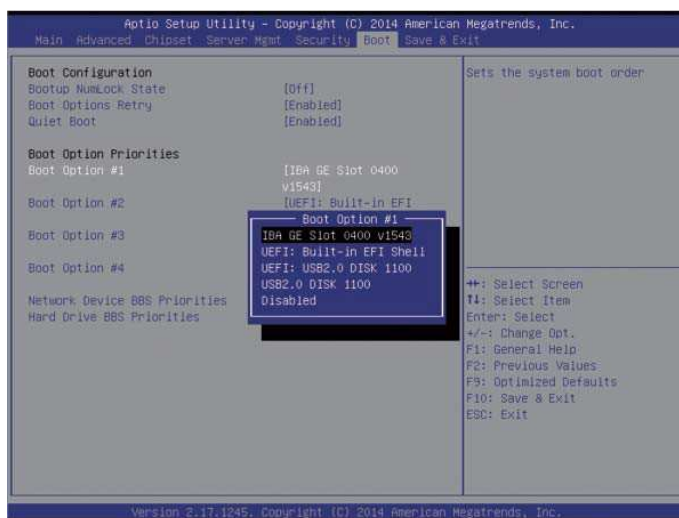 Aptio Setup Utility – Copyright (C) 2014 American Megatrends, Inc.
Main Advanced Chipset Server Mgmt Security Boot Save & Exit
Boot Configuration
Bootup NumLock State [Off]
Boot Options Retry [Enabled]
Quiet Boot [Enabled]
Boot Option Priorities
Boot Option #1 [IBA GE Slot 0400
v1543]
Boot Option #2 [UEFI: Built-in EFI
Boot Option #3
Boot Option #4
Network Device BBS Priorities
Hard Drive BBS Priorities
Boot Option #1
IBA GE Slot 0400 v1543
UEFI: Built-in EFI Shell
UEFI: USB2.0 DISK 1100
USB2.0 DISK 1100
Disabled
Sets the system boot order
→←: Select Screen
↑↓: Select Item
Enter: Select
+/-: Change Opt.
F1: General Help
F2: Previous Values
F9: Optimized Defaults
F10: Save & Exit
ESC: Exit
Version 2.17.1245. Copyright (C) 2014 American Megatrends, Inc.